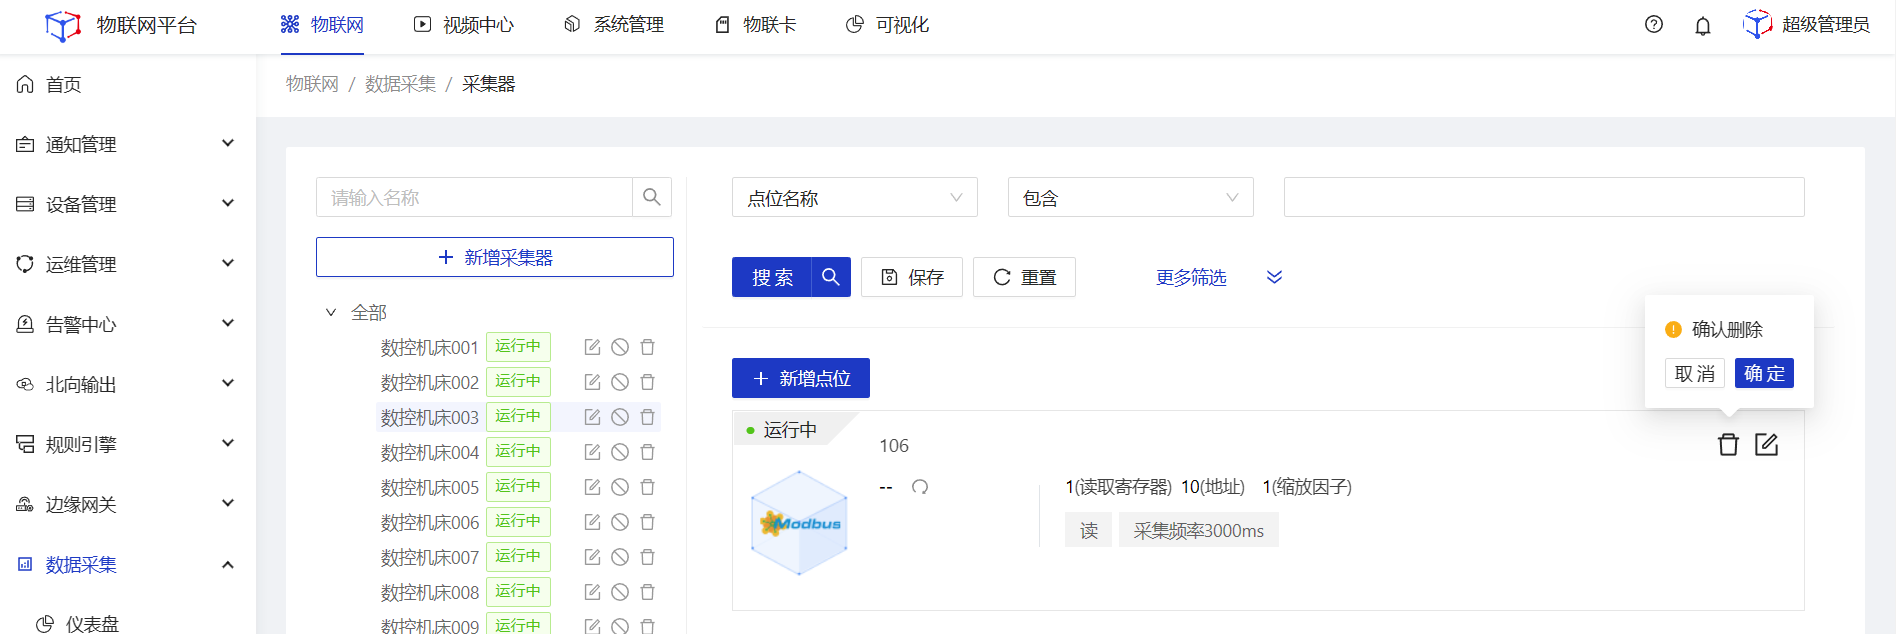 物联网平台
物联网
视频中心
系统管理
物联卡
可视化
超级管理员
首页
通知管理
设备管理
运维管理
告警中心
北向输出
规则引擎
边缘网关
数据采集
仪表盘
物联网 / 数据采集 / 采集器
请输入名称
新增采集器
全部
数控机床001 运行中
数控机床002 运行中
数控机床003 运行中
数控机床004 运行中
数控机床005 运行中
数控机床006 运行中
数控机床007 运行中
数控机床008 运行中
数控机床009 运行中
点位名称
包含
搜索
保存
重置
更多筛选
确认删除
取消
确定
新增点位
运行中
106
--
Modbus
1(读取寄存器) 10(地址) 1(缩放因子)
读
采集频率3000ms